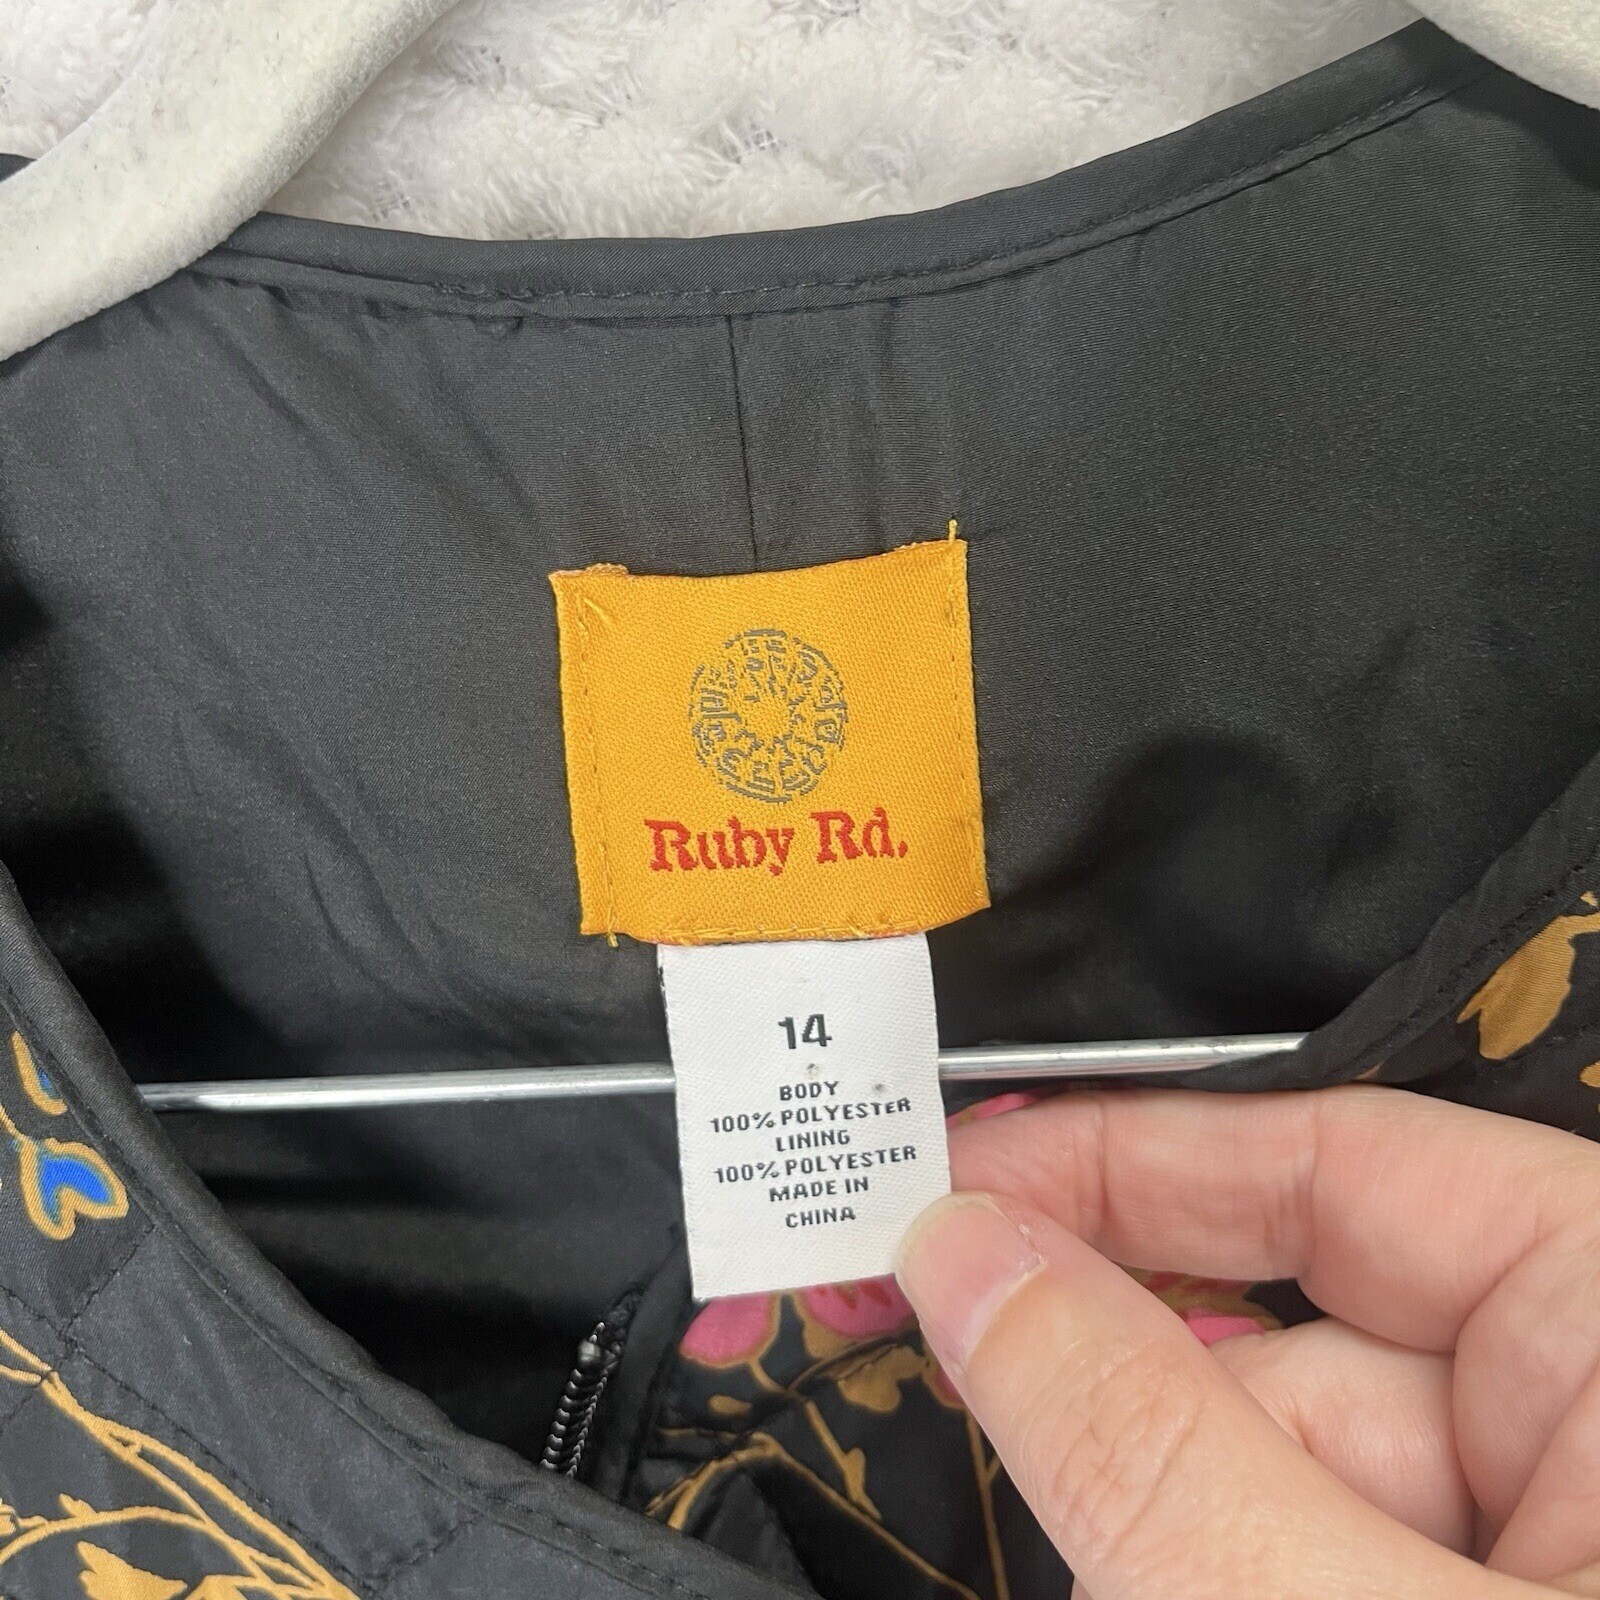 Ruby Rd.
14
BODY
100% POLYESTER
LINING
100% POLYESTER
MADE IN
CHINA